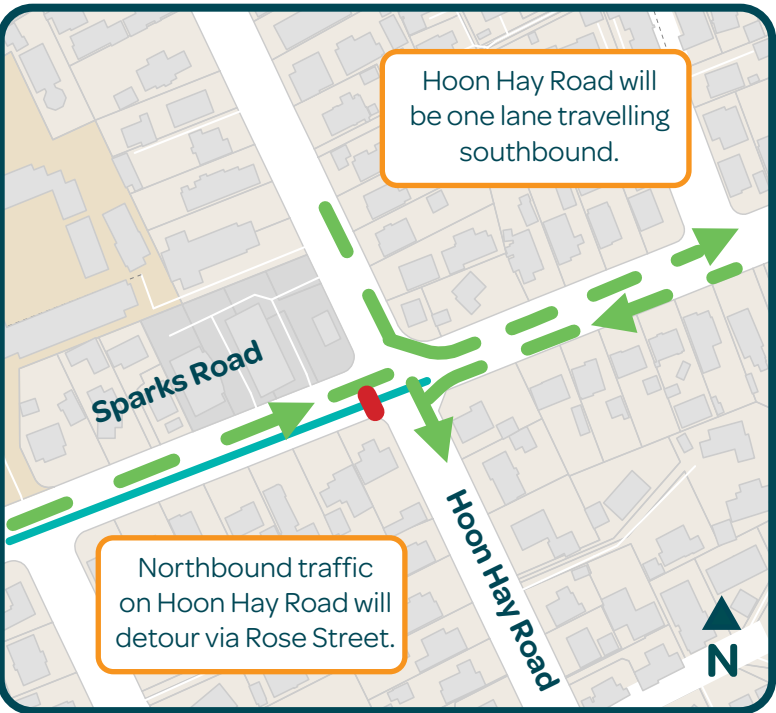 Hoon Hay Road will
be one lane travelling
southbound.
Sparks Road
Hoon Hay Road
Northbound traffic
on Hoon Hay Road will
detour via Rose Street.
N